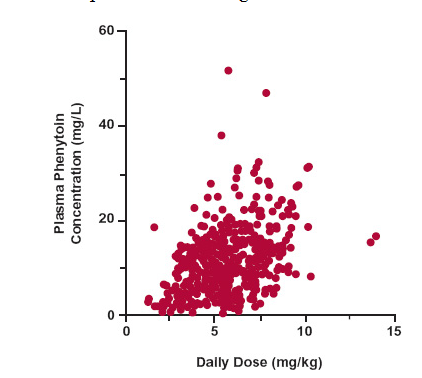 60
40
20
0
Plasma Phenytoin
Concentration (mg/L)
0 5 10 15
Daily Dose (mg/kg)